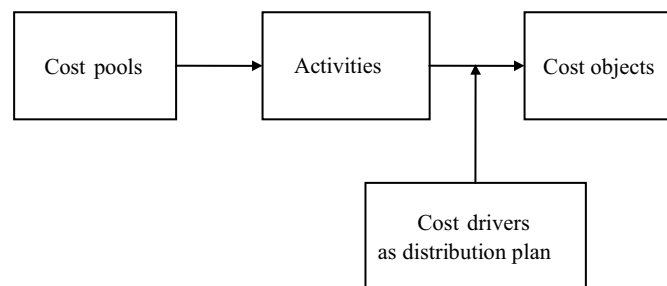 Cost pools
Activities
Cost objects
Cost drivers
as distribution plan